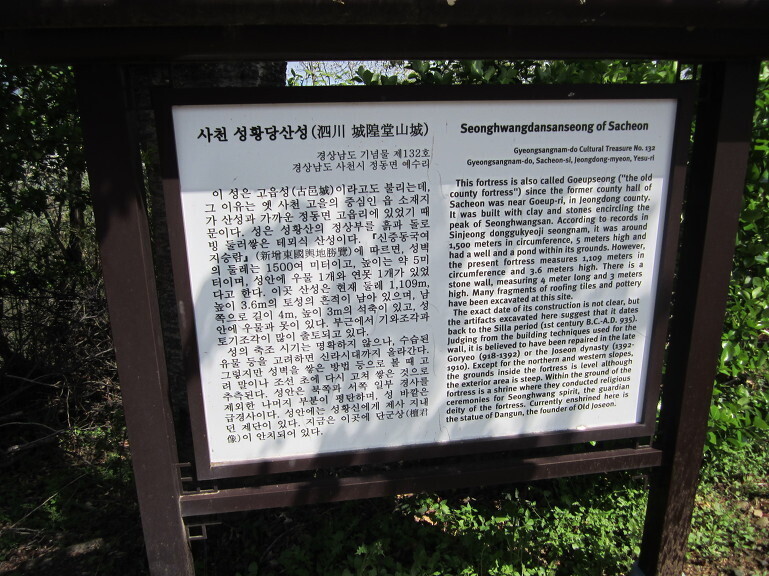 사천 성황당산성(泗川 城隍堂山城)
경상남도 기념물 제132호
경상남도 사천시 정동면 예수리
이 성은 고읍성(古邑城)이라고도 불리는데,
그 이유는 옛 사천 고을의 중심인 읍 소재지
가 산성과 가까운 정동면 고읍리에 있었기 때
문이다. 성은 성황산의 정상부를 흙과 돌로
빙 둘러쌓은 테뫼식 산성이다. 『신증동국여
지승람』(新增東國輿地勝覽)에 따르면, 성벽
의 둘레는 1500여 미터이고, 높이는 약 5미
터이며, 성안에 우물 1개와 연못 1개가 있었
다고 한다. 이곳 산성은 현재 둘레 1,109m,
높이 3.6m의 토성의 흔적이 남아 있으며, 남
쪽으로 길이 4m, 높이 3m의 석축이 있고, 성
안에 우물과 못이 있다. 부근에서 기와조각과
토기조각이 많이 출토되고 있다.
성의 축조 시기는 명확하지 않으나, 수습된
유물 등을 고려하면 신라시대까지 올라간다.
그렇지만 성벽을 쌓은 방법 등으로 볼 때 고
려 말이나 조선 초에 다시 고쳐 쌓은 것으로
추측된다. 성안은 북쪽과 서쪽 일부 경사를
제외한 나머지 부분이 평탄하며, 성 바깥은
급경사이다. 성안에는 성황신에게 제사 지내
던 제단이 있다. 지금은 이곳에 단군상(檀君
像)이 안치되어 있다.
Seonghwangdansanseong of Sacheon
Gyeongsangnam-do Cultural Treasure No. 132
Gyeongsangnam-do, Sacheon-si, Jeongdong-myeon, Yesu-ri
This fortress is also called Goeupseong ("the old
county fortress") since the former county hall of
Sacheon was near Goeup-ri, in Jeongdong county.
It was built with clay and stones encircling the
peak of Seonghwangsan. According to records in
Sinjeong donggukyeoji seungnam, it was around
1,500 meters in circumference, 5 meters high and
had a well and a pond within its grounds. However,
the present fortress measures 1,109 meters in
circumference and 3.6 meters high. There is a
stone wall, measuring 4 meter long and 3 meters
high. Many fragments of roofing tiles and pottery
have been excavated at this site.
The exact date of its construction is not clear, but
the artifacts excavated here suggest that it dates
back to the Silla period (1st century B.C.-A.D. 935).
Judging from the building techniques used for the
wall, it is believed to have been repaired in the late
Goryeo (918-1392) or the Joseon dynasty (1392-
1910). Except for the northern and western slopes,
the grounds inside the fortress is level although
the exterior area is steep. Within the ground of the
fortress is a shrine where they conducted religious
ceremonies for Seonghwang spirit, the guardian
deity of the fortress. Currently enshrined here is
the statue of Dangun, the founder of Old Joseon.